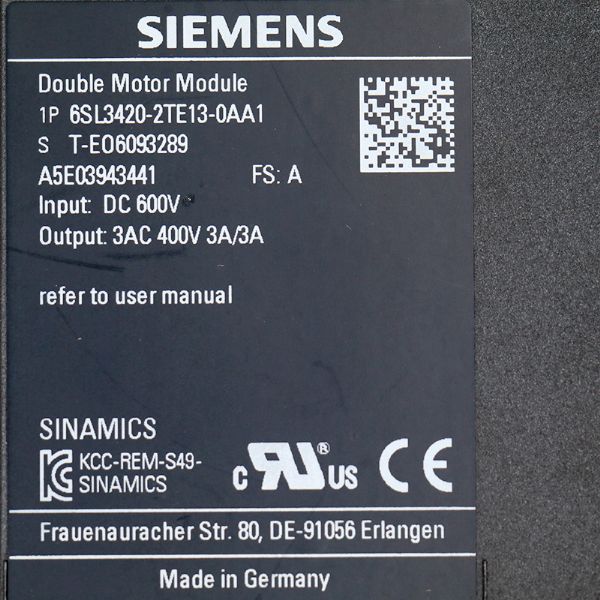 SIEMENS
Double Motor Module
1P 6SL3420-2TE13-0AA1
S T-EO6093289
A5E03943441 FS: A
Input: DC 600V
Output: 3AC 400V 3A/3A
refer to user manual
SINAMICS
KCC-REM-S49-
SINAMICS
c RU® US CE
Frauenauracher Str. 80, DE-91056 Erlangen
Made in Germany